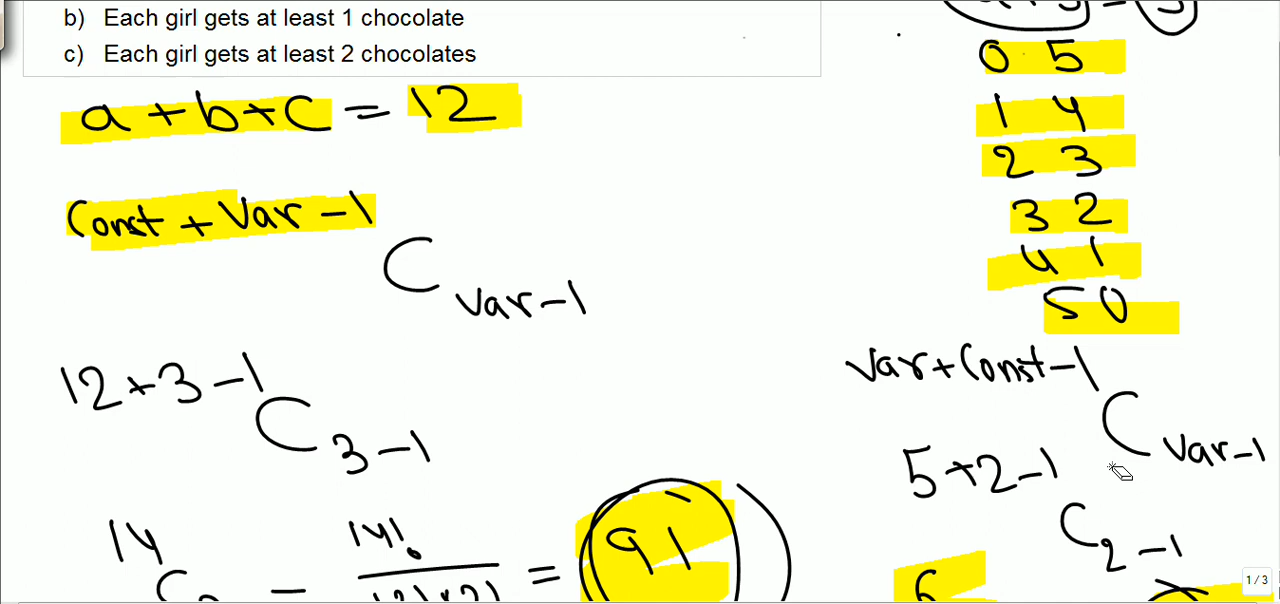 b) Each girl gets at least 1 chocolate
c) Each girl gets at least 2 chocolates
a + b + c = 12
Const + Var - 1
C
Var - 1
12 + 3 - 1
C
3 - 1
14
C
= 14!
= 91
0 5
1 4
2 3
3 2
4 1
5 0
Var + Const - 1
C
Var - 1
5 + 2 - 1
C
2 - 1
6
1 / 3